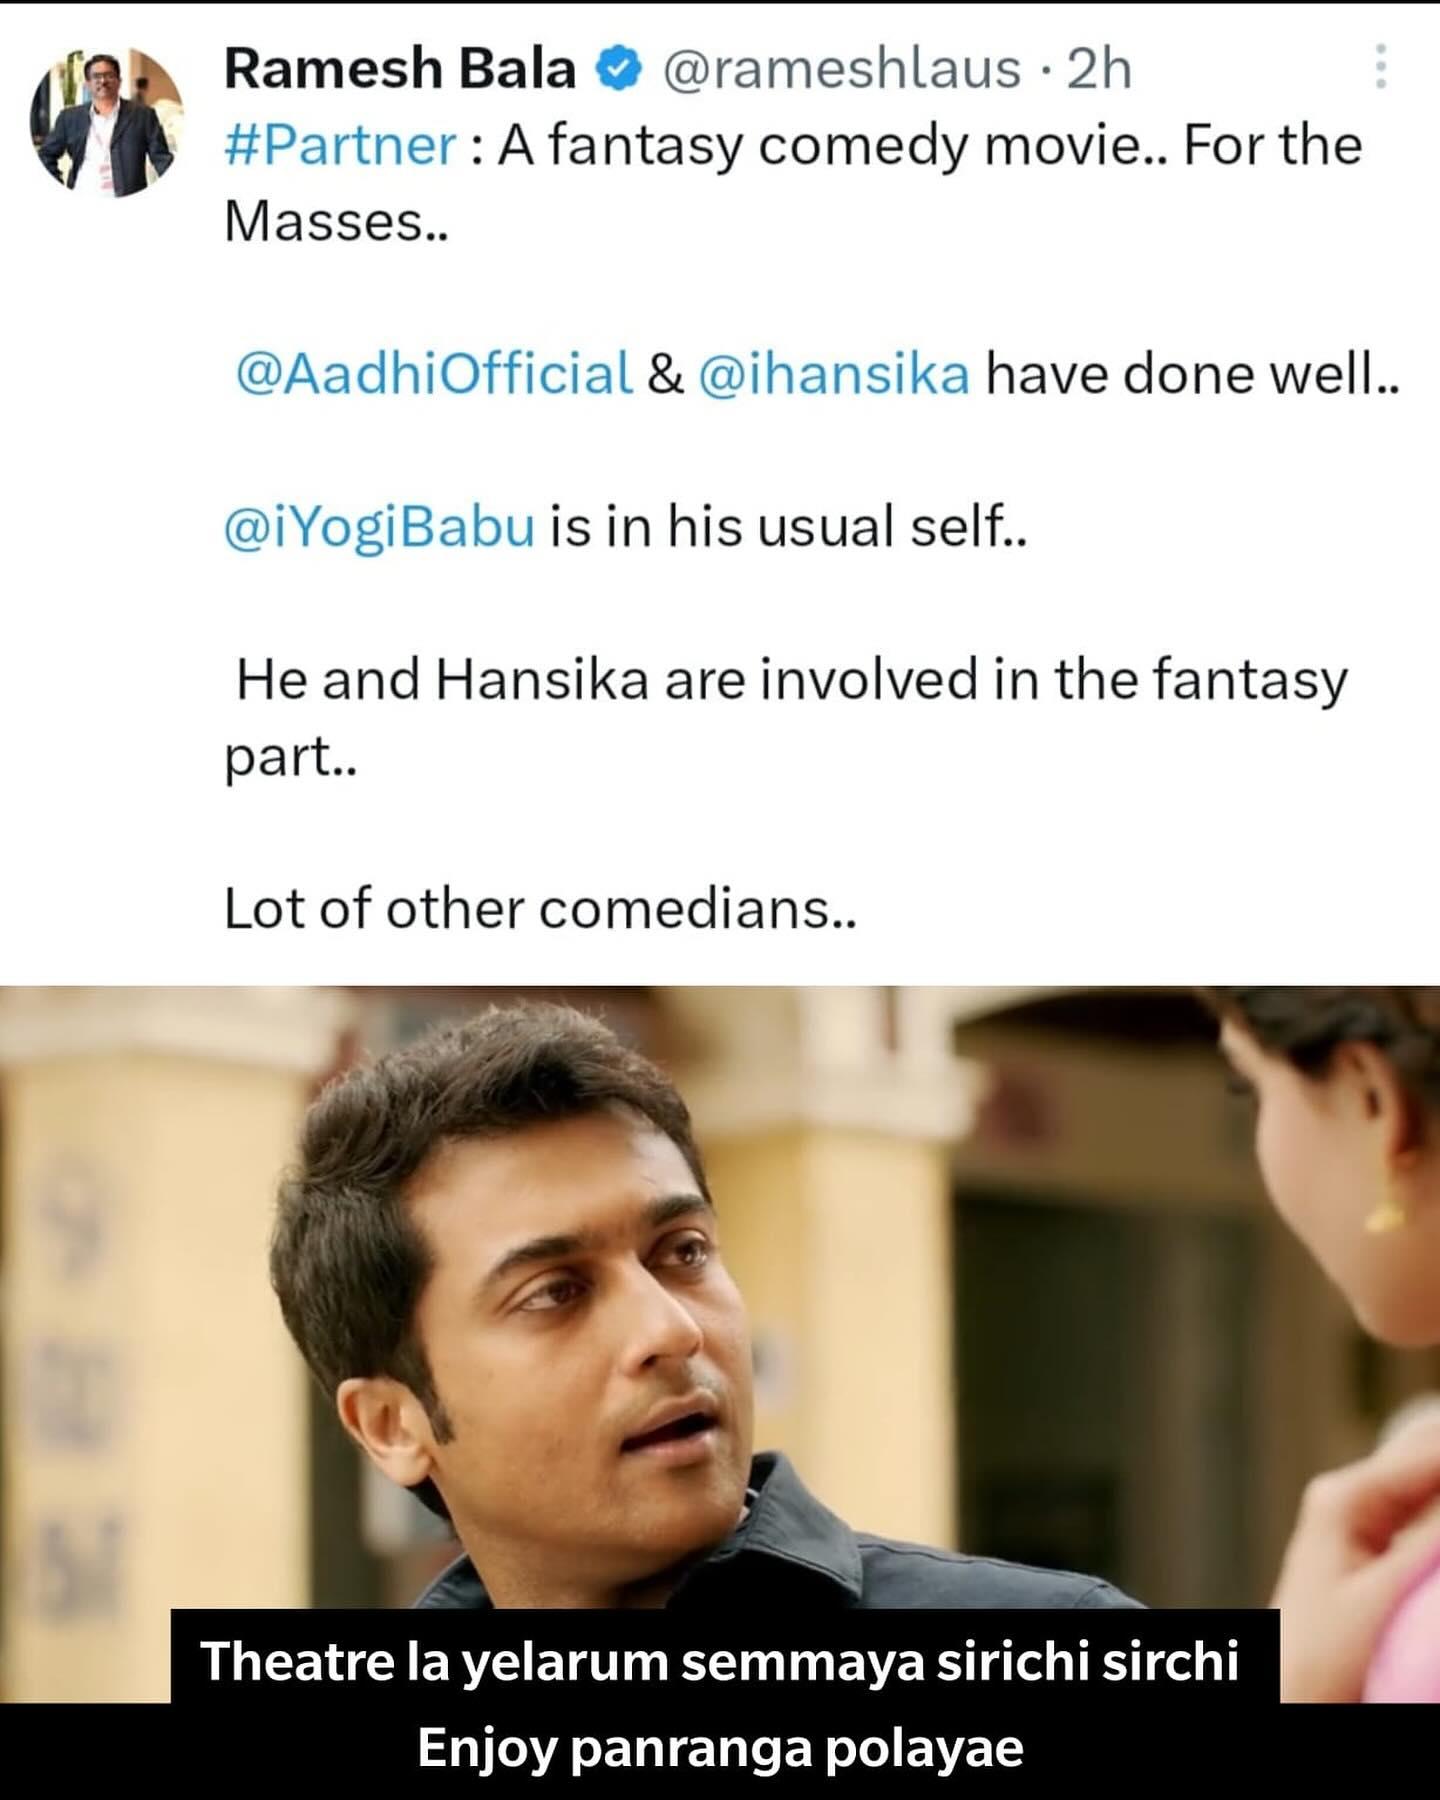 Ramesh Bala @rameshlaus · 2h
#Partner : A fantasy comedy movie.. For the
Masses..
@AadhiOfficial & @ihansika have done well..
@iYogiBabu is in his usual self..
He and Hansika are involved in the fantasy
part..
Lot of other comedians..
Theatre la yelarum semmaya sirichi sirchi
Enjoy panranga polayae